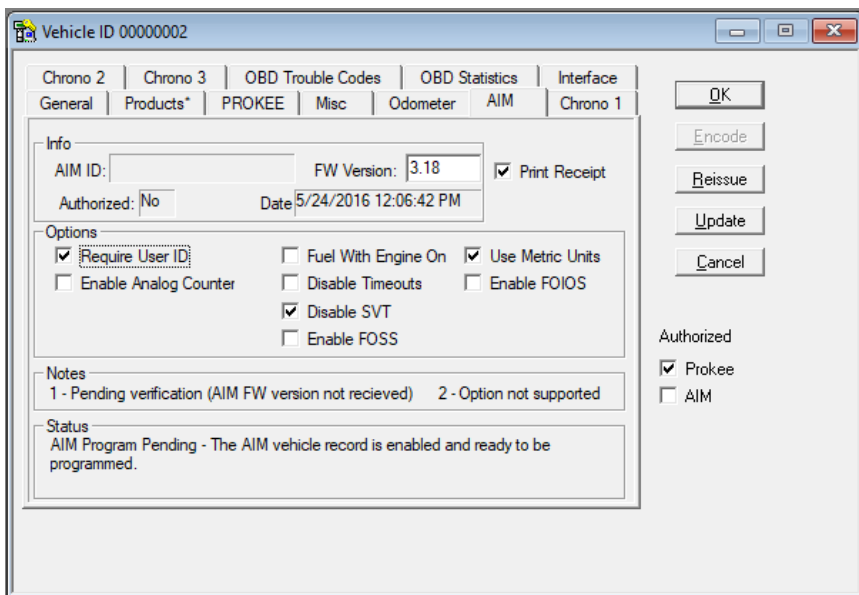 Vehicle ID 00000002
Chrono 2 Chrono 3 OBD Trouble Codes OBD Statistics Interface
General Products* PROKEE Misc Odometer AIM Chrono 1
Info
AIM ID: FW Version: 3.18 Print Receipt
Authorized: No Date 5/24/2016 12:06:42 PM
Options
Require User ID Fuel With Engine On Use Metric Units
Enable Analog Counter Disable Timeouts Enable FOIOS
Disable SVT
Enable FOSS
Notes
1 - Pending verification (AIM FW version not recieved) 2 - Option not supported
Status
AIM Program Pending - The AIM vehicle record is enabled and ready to be
programmed.
OK
Encode
Reissue
Update
Cancel
Authorized
Prokee
AIM